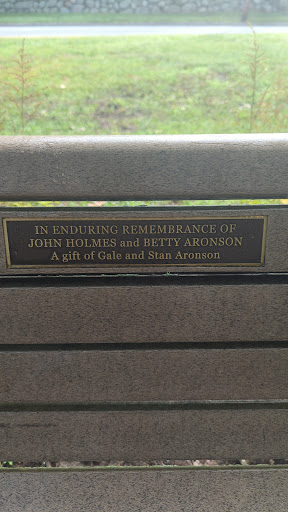 IN ENDURING REMEMBRANCE OF
JOHN HOLMES and BETTY ARONSON
A gift of Gale and Stan Aronson